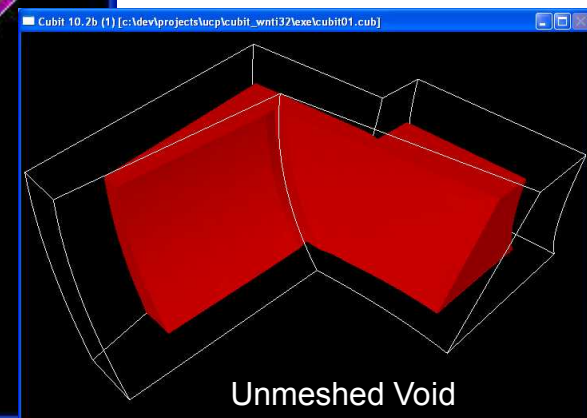 Cubit 10.2b (1) [c:\dev\projects\ucp\cubit_wnti32\exe\cubit01.cub]
Unmeshed Void